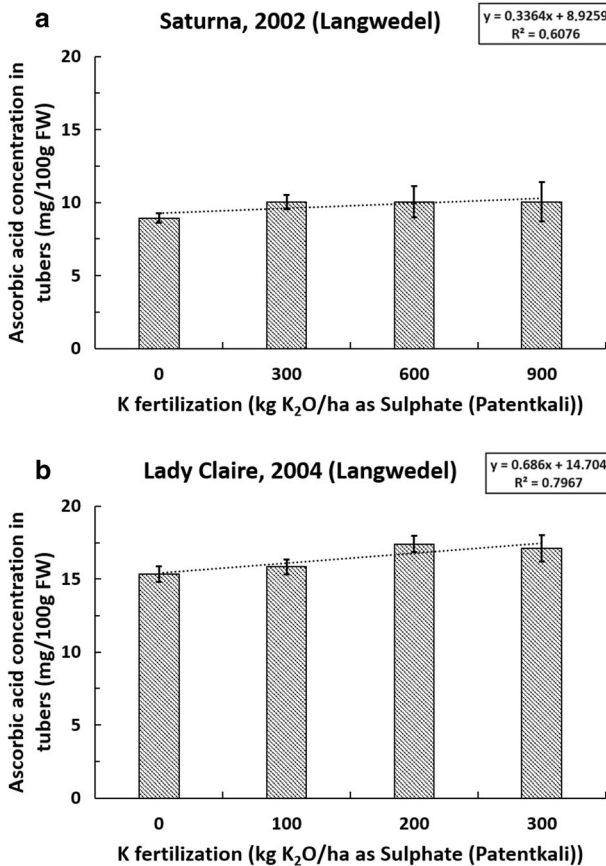 a
Saturna, 2002 (Langwedel)
y = 0.3364x + 8.9259
R² = 0.6076
Ascorbic acid concentration in
tubers (mg/100g FW)
20
15
10
5
0
0 300 600 900
K fertilization (kg K₂O/ha as Sulphate (Patentkali))
b
Lady Claire, 2004 (Langwedel)
y = 0.686x + 14.704
R² = 0.7967
Ascorbic acid concentration in
tubers (mg/100g FW)
20
15
10
5
0
0 100 200 300
K fertilization (kg K₂O/ha as Sulphate (Patentkali))